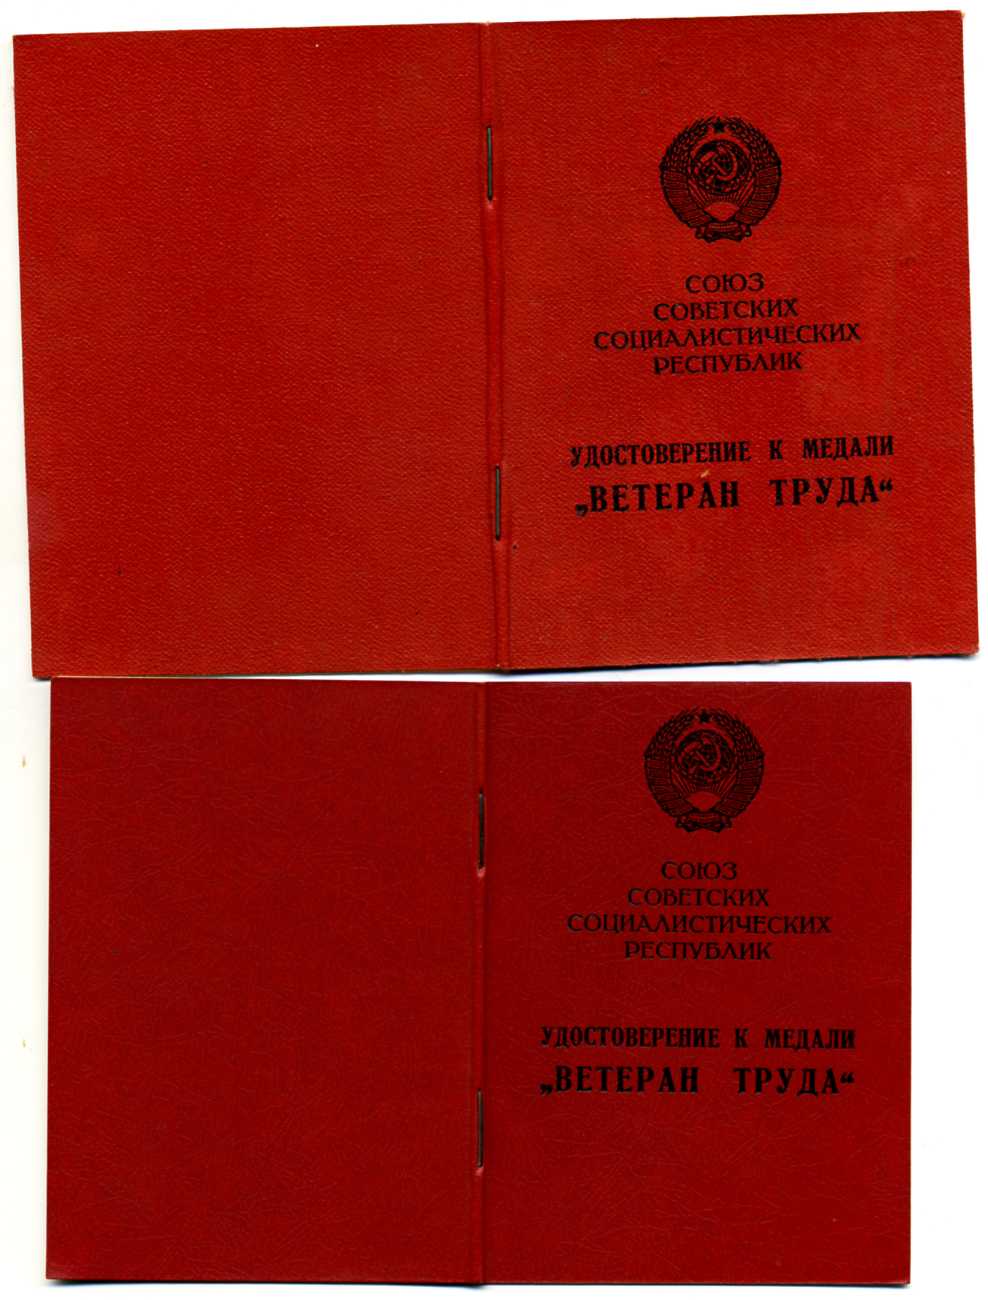 СОЮЗ
СОВЕТСКИХ
СОЦИАЛИСТИЧЕСКИХ
РЕСПУБЛИК
УДОСТОВЕРЕНИЕ К МЕДАЛИ
„ВЕТЕРАН ТРУДА“
СОЮЗ
СОВЕТСКИХ
СОЦИАЛИСТИЧЕСКИХ
РЕСПУБЛИК
УДОСТОВЕРЕНИЕ К МЕДАЛИ
„ВЕТЕРАН ТРУДА“